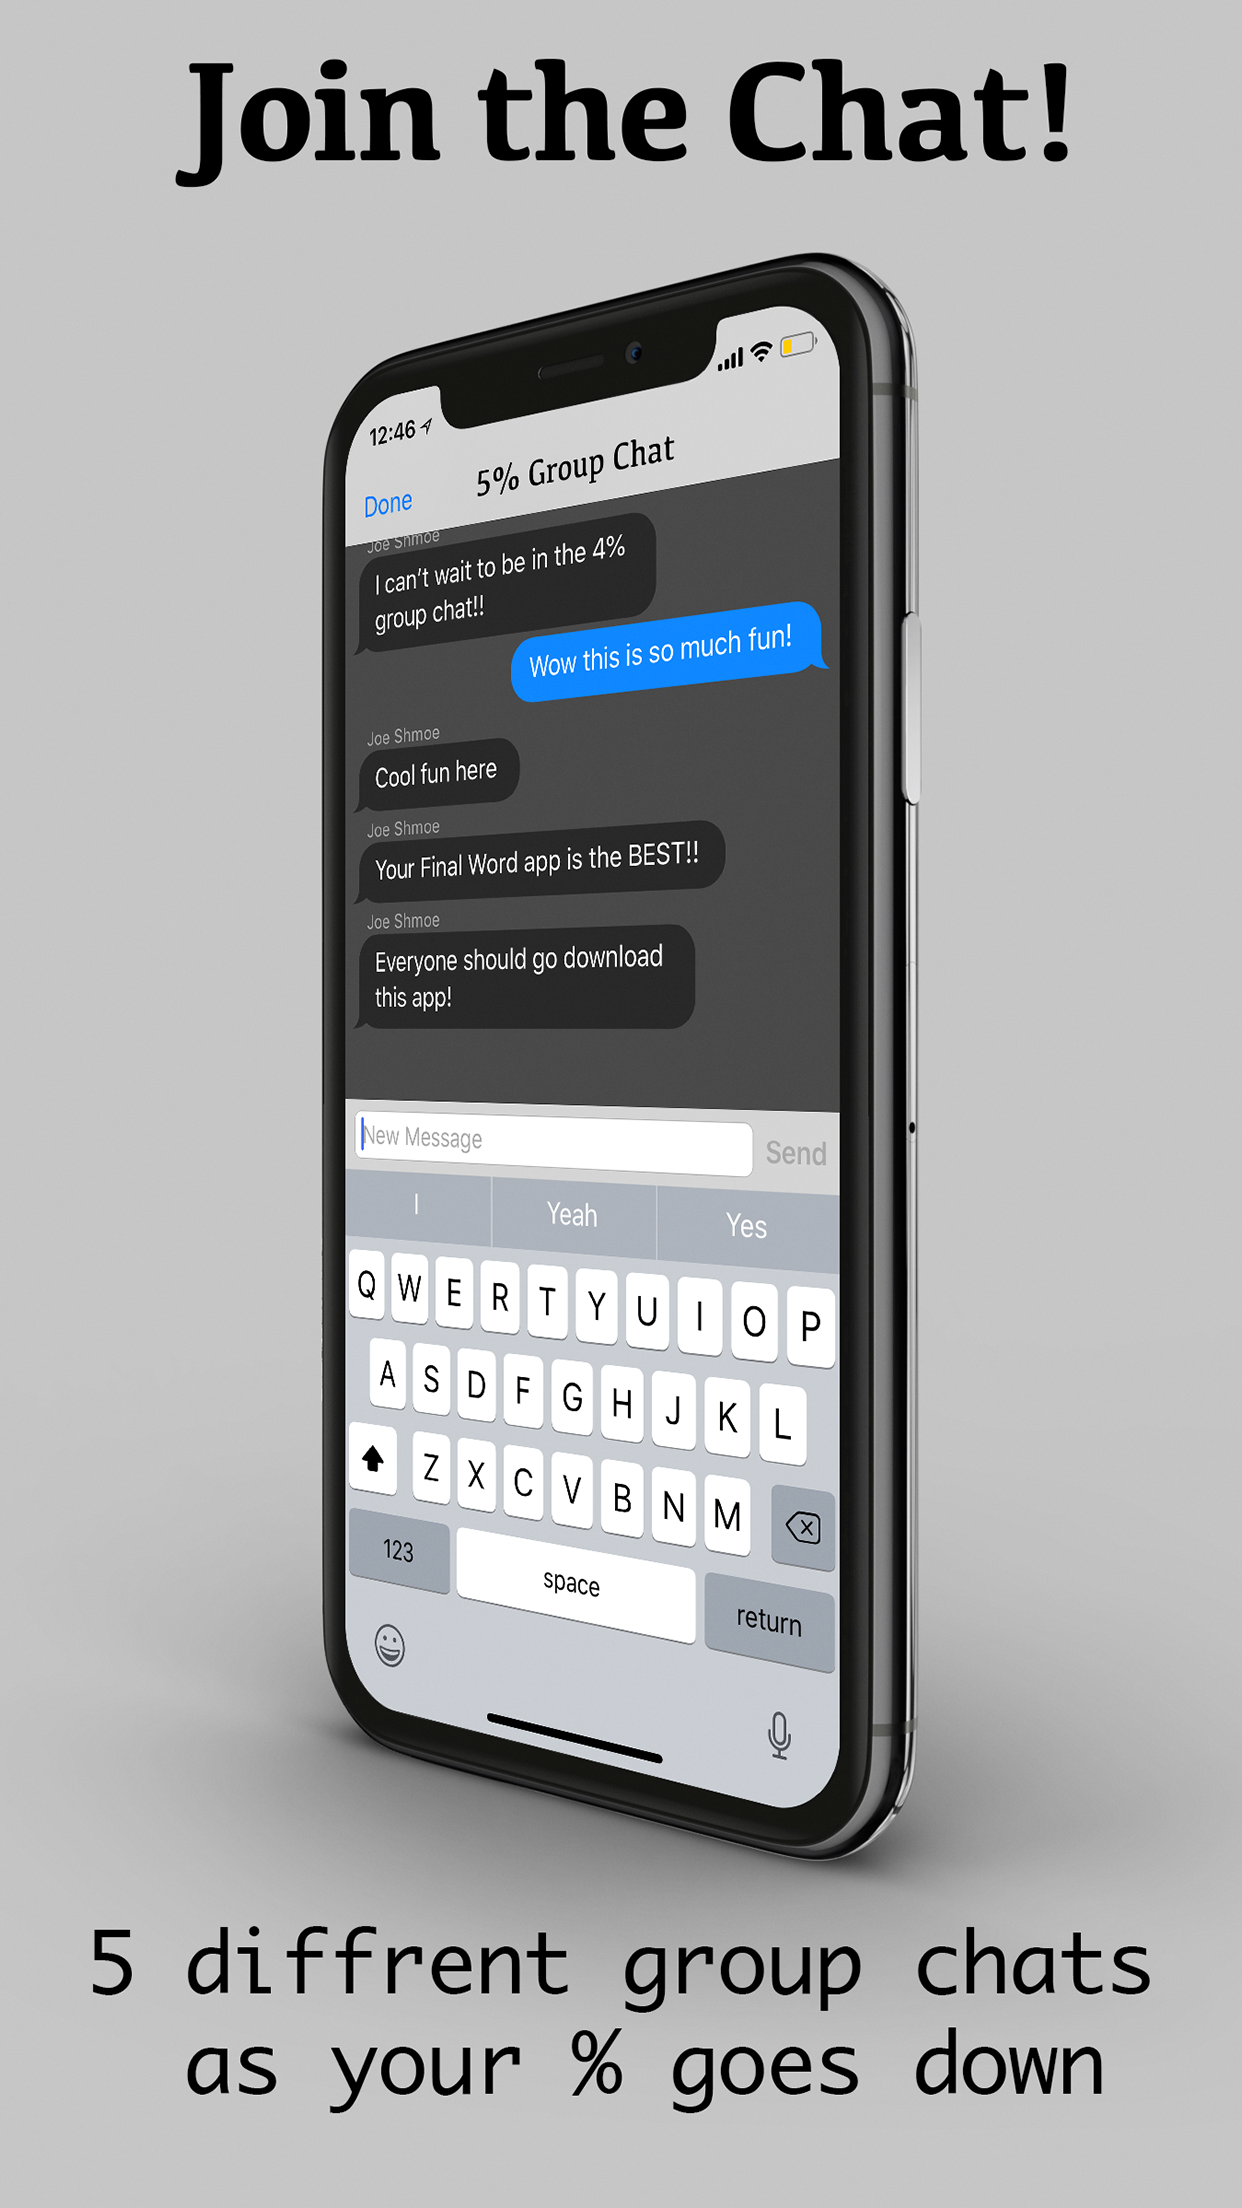 Join the Chat!
12:46
Done
5% Group Chat
Joe Shmoe
I can't wait to be in the 4%
group chat!!
Wow this is so much fun!
Joe Shmoe
Cool fun here
Joe Shmoe
Your Final Word app is the BEST!!
Joe Shmoe
Everyone should go download
this app!
New Message
Send
I Yeah Yes
Q W E R T Y U I O P
A S D F G H J K L
Z X C V B N M
123 space return
5 diffrent group chats
as your % goes down